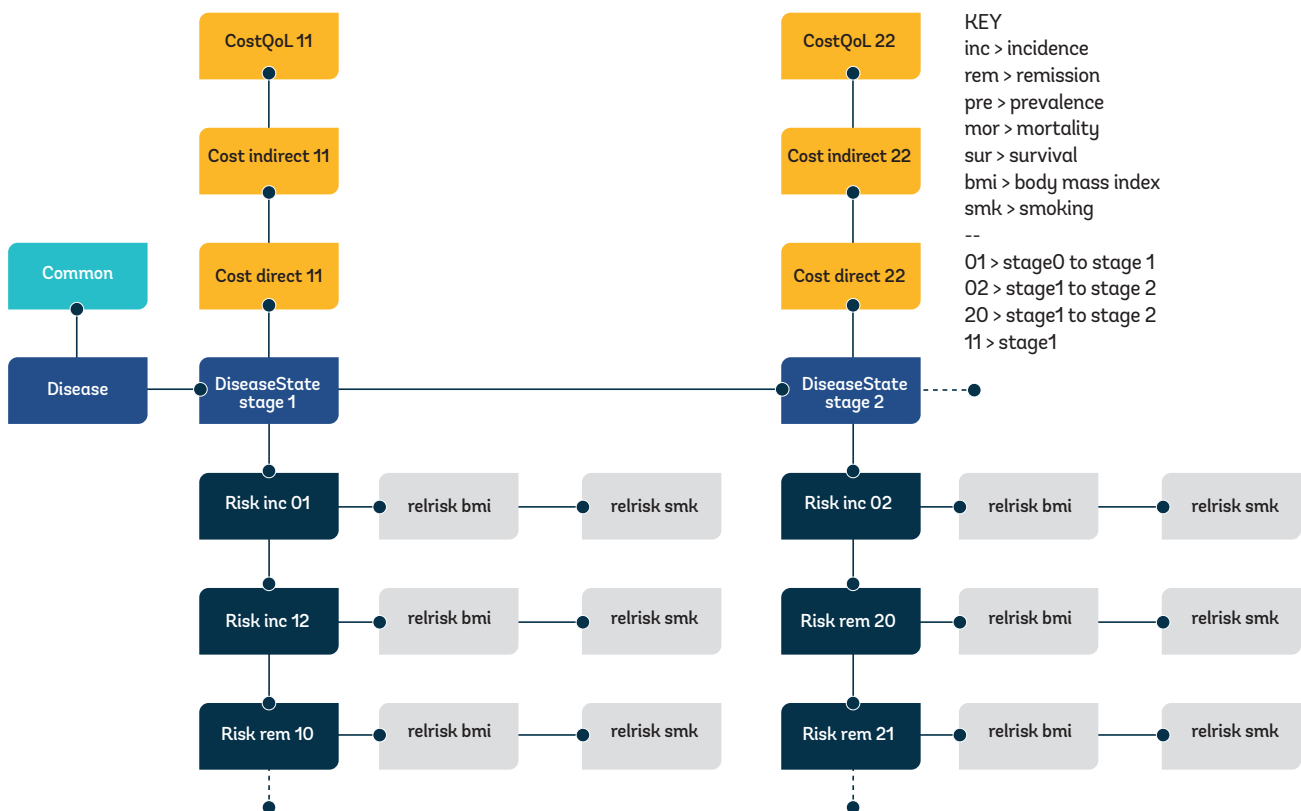 CostQoL 11
CostQoL 22
KEY
inc > incidence
rem > remission
pre > prevalence
mor > mortality
sur > survival
bmi > body mass index
smk > smoking
--
01 > stage0 to stage 1
02 > stage1 to stage 2
20 > stage1 to stage 2
11 > stage1
Cost indirect 11
Cost indirect 22
Common
Cost direct 11
Cost direct 22
Disease
DiseaseState
stage 1
DiseaseState
stage 2
Risk inc 01
relrisk bmi
relrisk smk
Risk inc 02
relrisk bmi
relrisk smk
Risk inc 12
relrisk bmi
relrisk smk
Risk rem 20
relrisk bmi
relrisk smk
Risk rem 10
relrisk bmi
relrisk smk
Risk rem 21
relrisk bmi
relrisk smk